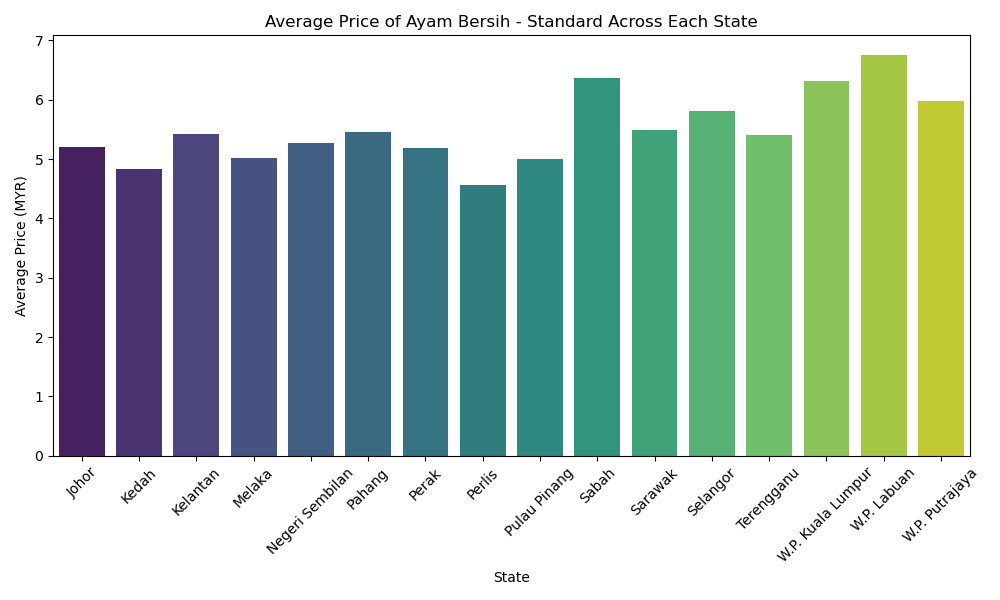 Average Price of Ayam Bersih - Standard Across Each State
Average Price (MYR)
7
6
5
4
3
2
1
0
Johor
Kedah
Kelantan
Melaka
Negeri Sembilan
Pahang
Perak
Perlis
Pulau Pinang
Sabah
Sarawak
Selangor
Terengganu
W.P. Kuala Lumpur
W.P. Labuan
W.P. Putrajaya
State